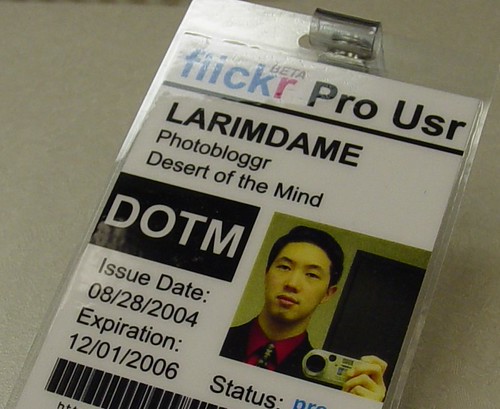 flickr BETA Pro Usr
LARIMDAME
Photobloggr
Desert of the Mind
DOTM
Issue Date:
08/28/2004
Expiration:
12/01/2006
Status: pro